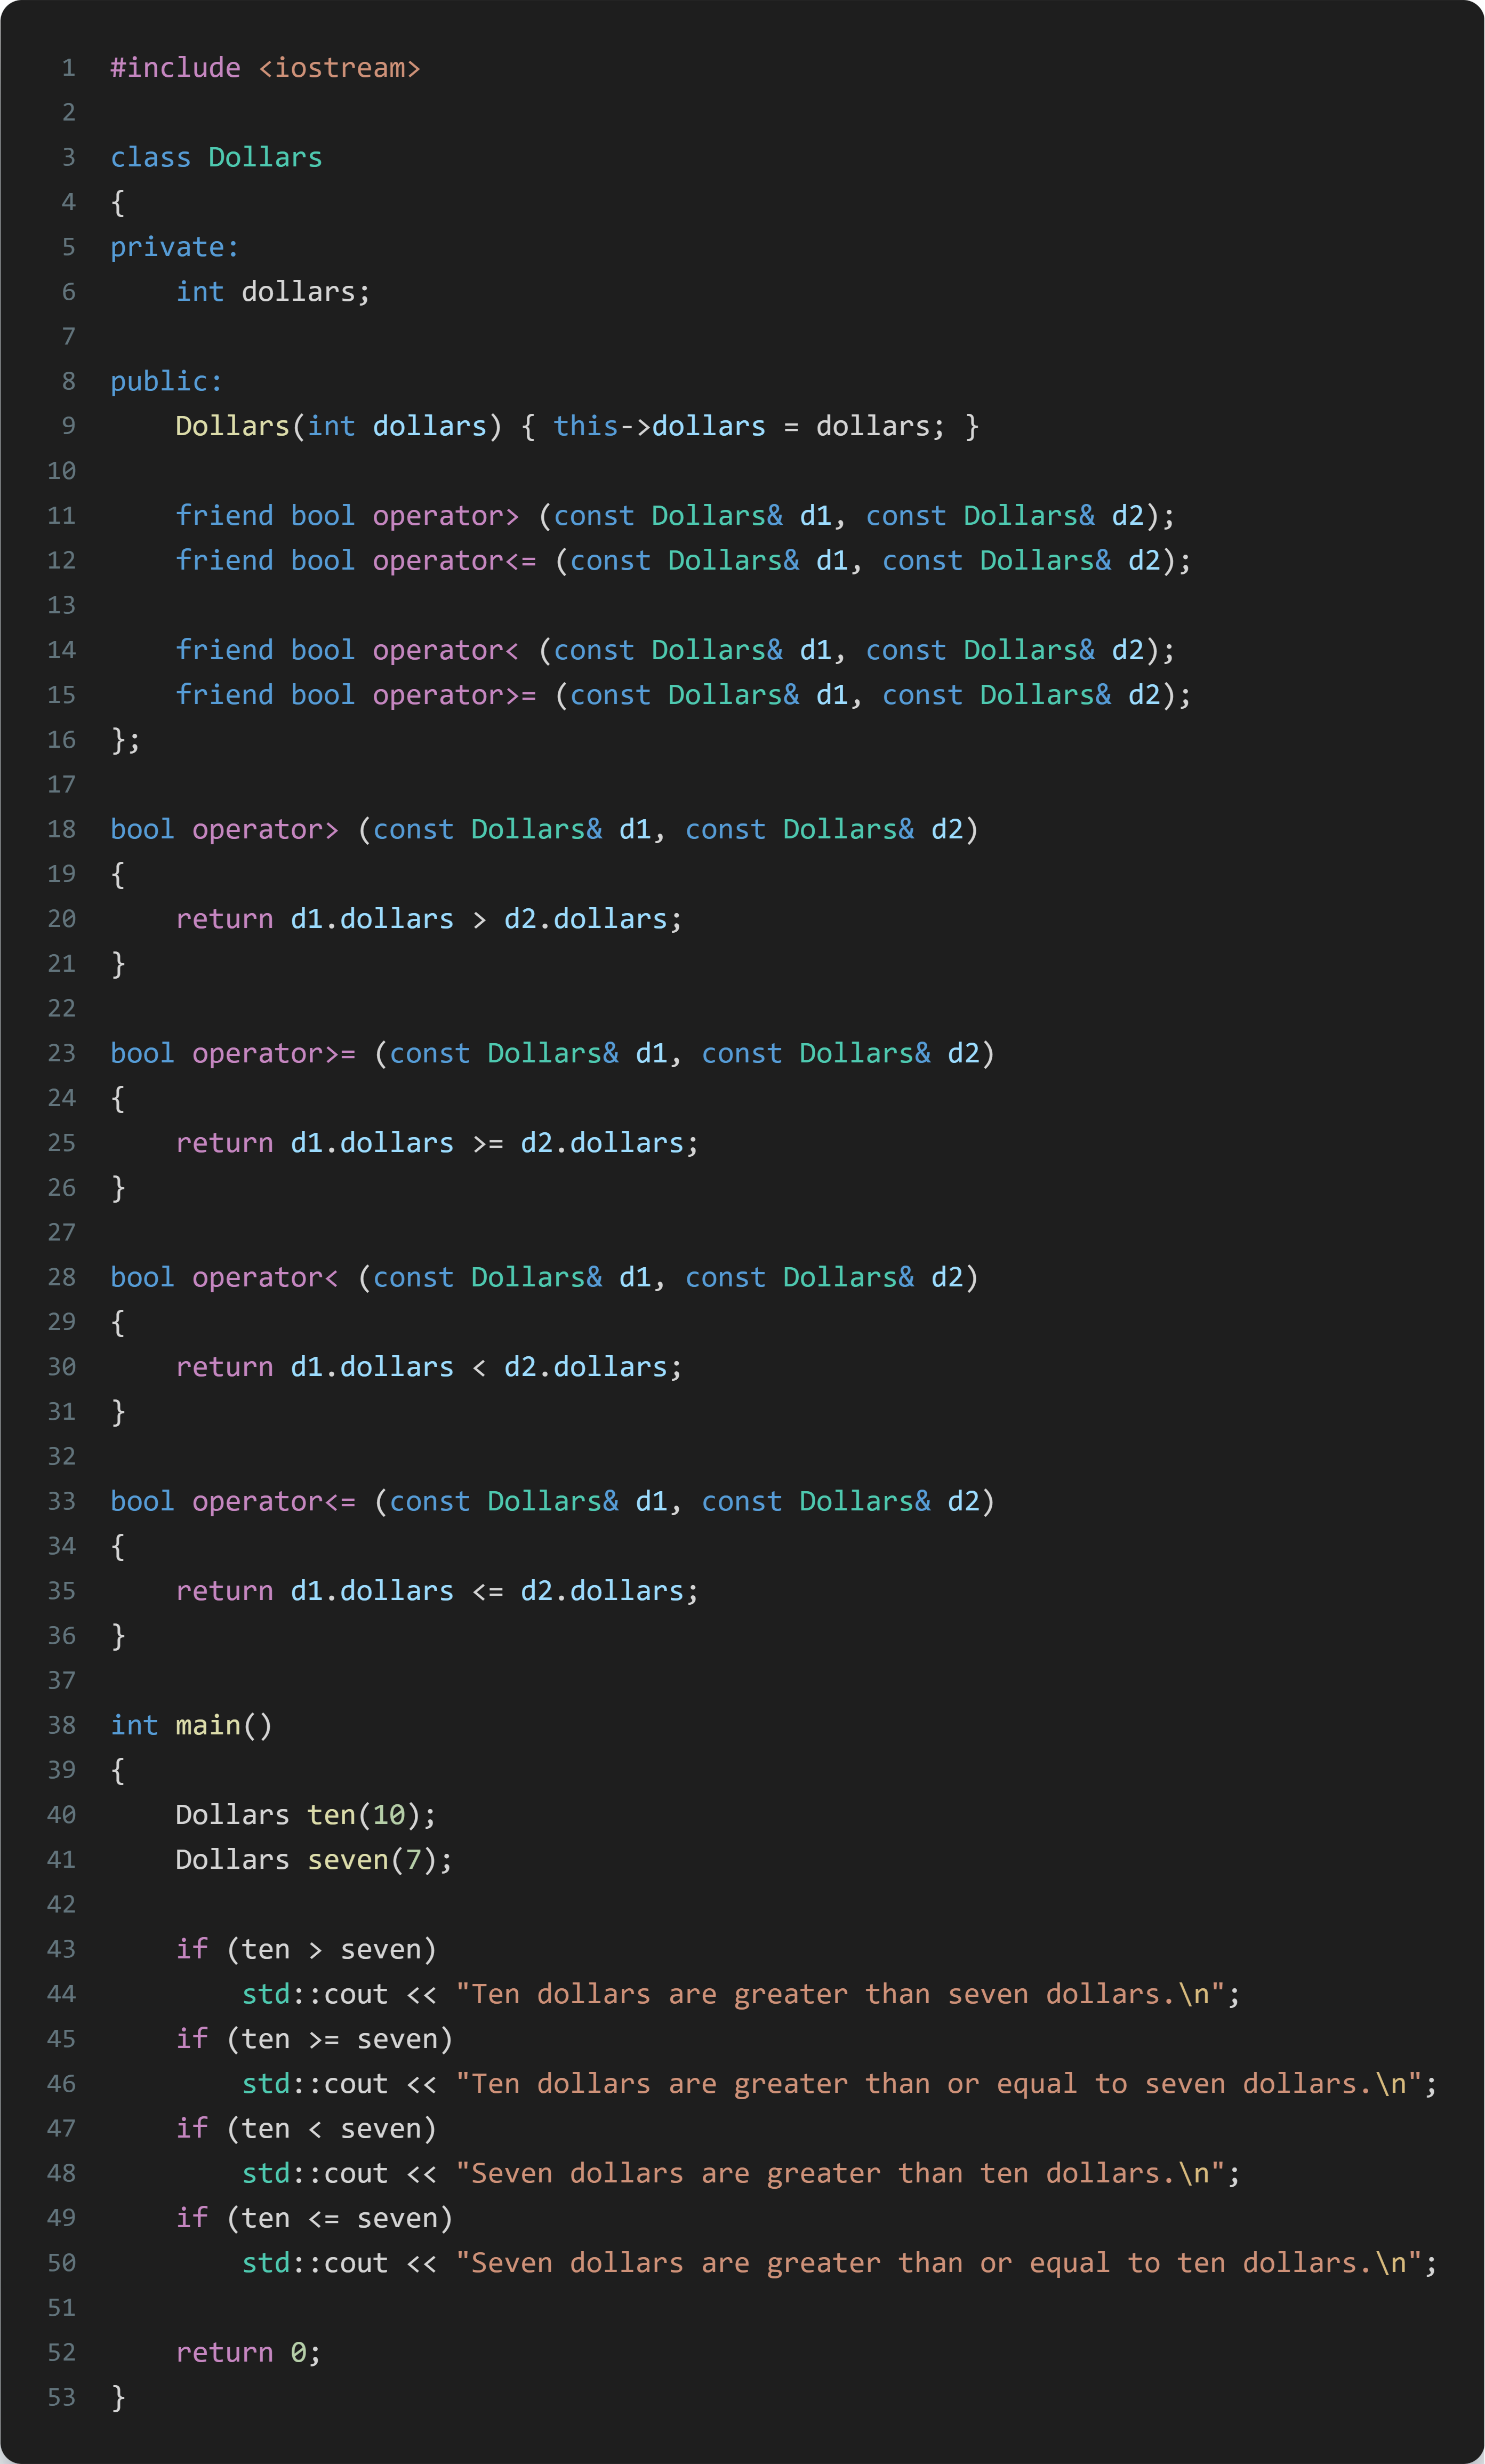 1 #include <iostream>
2
3 class Dollars
4 {
5 private:
6     int dollars;
7
8 public:
9     Dollars(int dollars) { this->dollars = dollars; }
10
11     friend bool operator> (const Dollars& d1, const Dollars& d2);
12     friend bool operator<= (const Dollars& d1, const Dollars& d2);
13
14     friend bool operator< (const Dollars& d1, const Dollars& d2);
15     friend bool operator>= (const Dollars& d1, const Dollars& d2);
16 };
17
18 bool operator> (const Dollars& d1, const Dollars& d2)
19 {
20     return d1.dollars > d2.dollars;
21 }
22
23 bool operator>= (const Dollars& d1, const Dollars& d2)
24 {
25     return d1.dollars >= d2.dollars;
26 }
27
28 bool operator< (const Dollars& d1, const Dollars& d2)
29 {
30     return d1.dollars < d2.dollars;
31 }
32
33 bool operator<= (const Dollars& d1, const Dollars& d2)
34 {
35     return d1.dollars <= d2.dollars;
36 }
37
38 int main()
39 {
40     Dollars ten(10);
41     Dollars seven(7);
42
43     if (ten > seven)
44         std::cout << "Ten dollars are greater than seven dollars.\n";
45     if (ten >= seven)
46         std::cout << "Ten dollars are greater than or equal to seven dollars.\n";
47     if (ten < seven)
48         std::cout << "Seven dollars are greater than ten dollars.\n";
49     if (ten <= seven)
50         std::cout << "Seven dollars are greater than or equal to ten dollars.\n";
51
52     return 0;
53 }